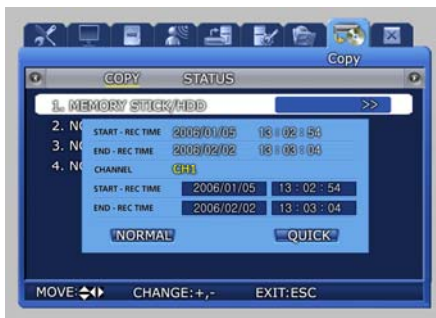 Copy
COPY STATUS
1. MEMORY STICK/HDD >>
2. NO
3. NO
4. NO
START - REC TIME 2006/01/05 13 : 02 : 54
END - REC TIME 2006/02/02 13 : 03 : 04
CHANNEL CH1
START - REC TIME 2006/01/05 13 : 02 : 54
END - REC TIME 2006/02/02 13 : 03 : 04
NORMAL QUICK
MOVE: CHANGE:+,- EXIT:ESC